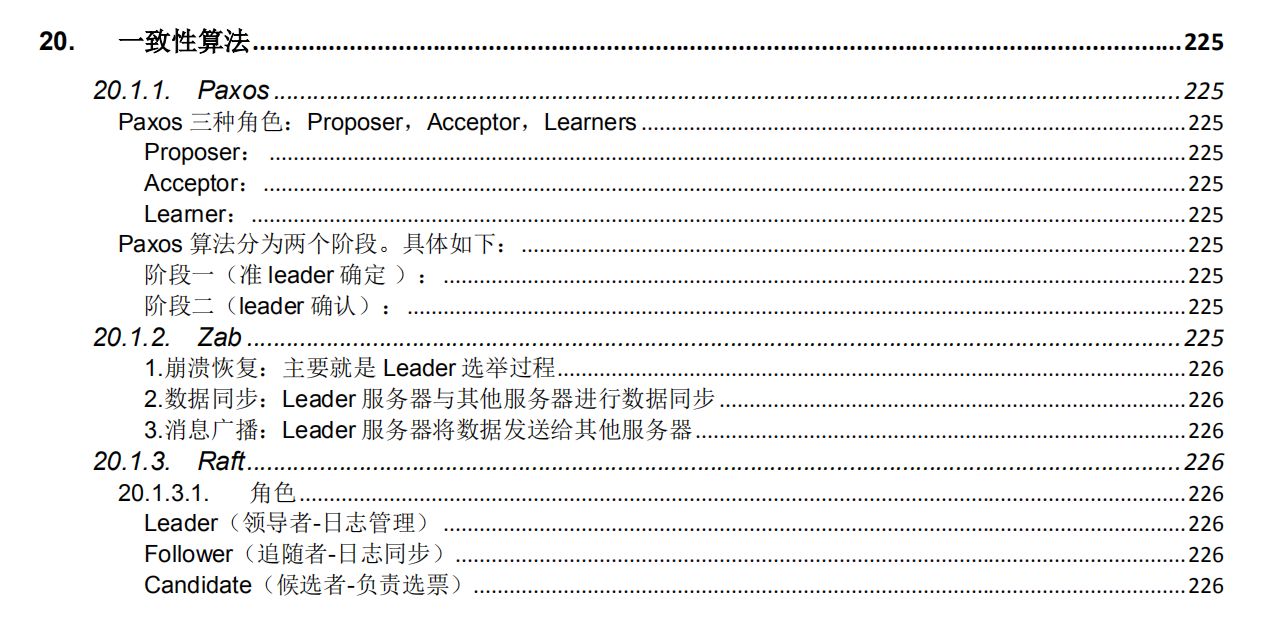 20. 一致性算法........................................225
20.1.1. Paxos........................................225
Paxos 三种角色：Proposer，Acceptor，Learners........................................225
Proposer：........................................225
Acceptor：........................................225
Learner：........................................225
Paxos 算法分为两个阶段。具体如下：........................................225
阶段一（准 leader 确定 ）：........................................225
阶段二（leader 确认）：........................................225
20.1.2. Zab........................................225
1.崩溃恢复：主要就是 Leader 选举过程........................................226
2.数据同步：Leader 服务器与其他服务器进行数据同步........................................226
3.消息广播：Leader 服务器将数据发送给其他服务器........................................226
20.1.3. Raft........................................226
20.1.3.1. 角色........................................226
Leader（领导者-日志管理）........................................226
Follower（追随者-日志同步）........................................226
Candidate（候选者-负责选票）........................................226